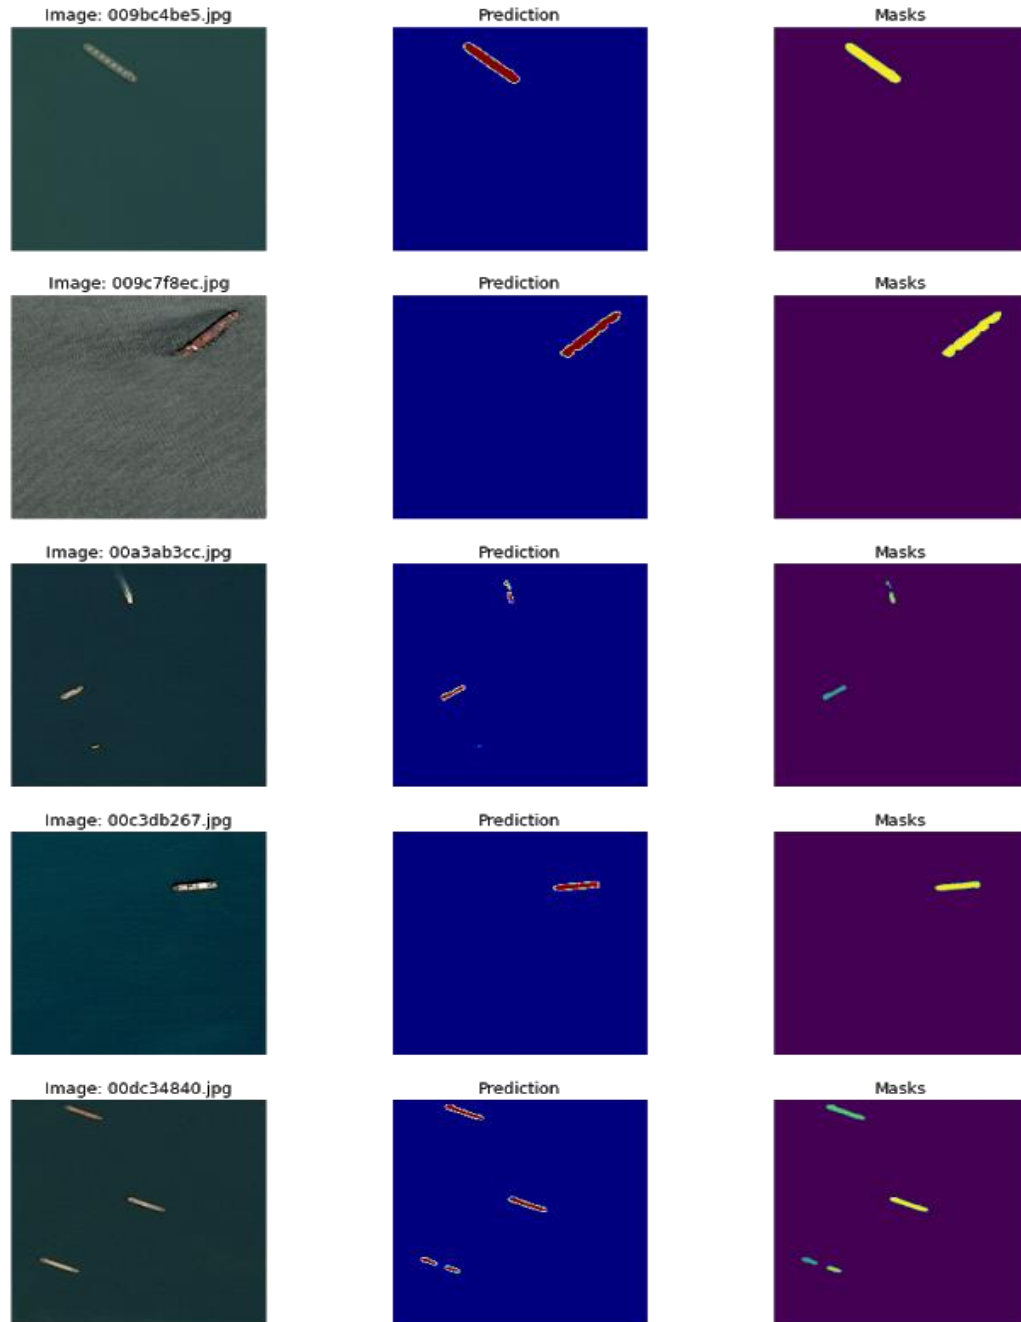 Image: 009bc4be5.jpg Prediction Masks
Image: 009c7f8ec.jpg Prediction Masks
Image: 00a3ab3cc.jpg Prediction Masks
Image: 00c3db267.jpg Prediction Masks
Image: 00dc34840.jpg Prediction Masks